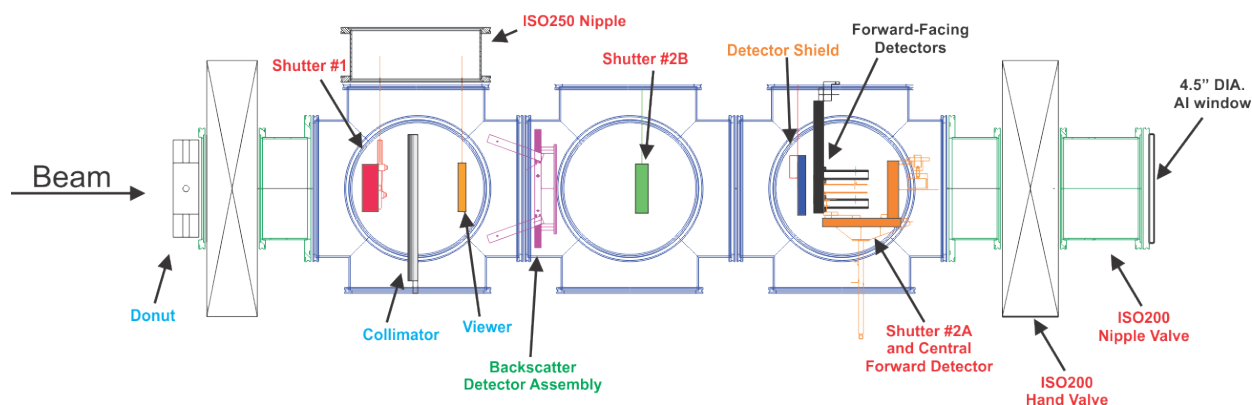 ISO250 Nipple
Shutter #1
Shutter #2B
Detector Shield
Forward-Facing
Detectors
4.5” DIA.
Al window
Beam
Donut
Collimator
Viewer
Backscatter
Detector Assembly
Shutter #2A
and Central
Forward Detector
ISO200
Hand Valve
ISO200
Nipple Valve